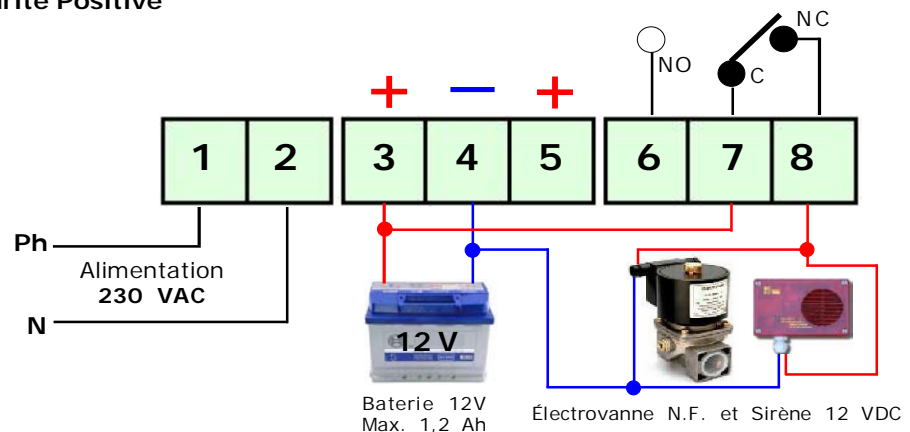 rité Positive
NC
NO
C
+ — +
1 2 3 4 5 6 7 8
Ph
Alimentation
230 VAC
N
12 V
Baterie 12V
Max. 1,2 Ah
Électrovanne N.F. et Sirène 12 VDC